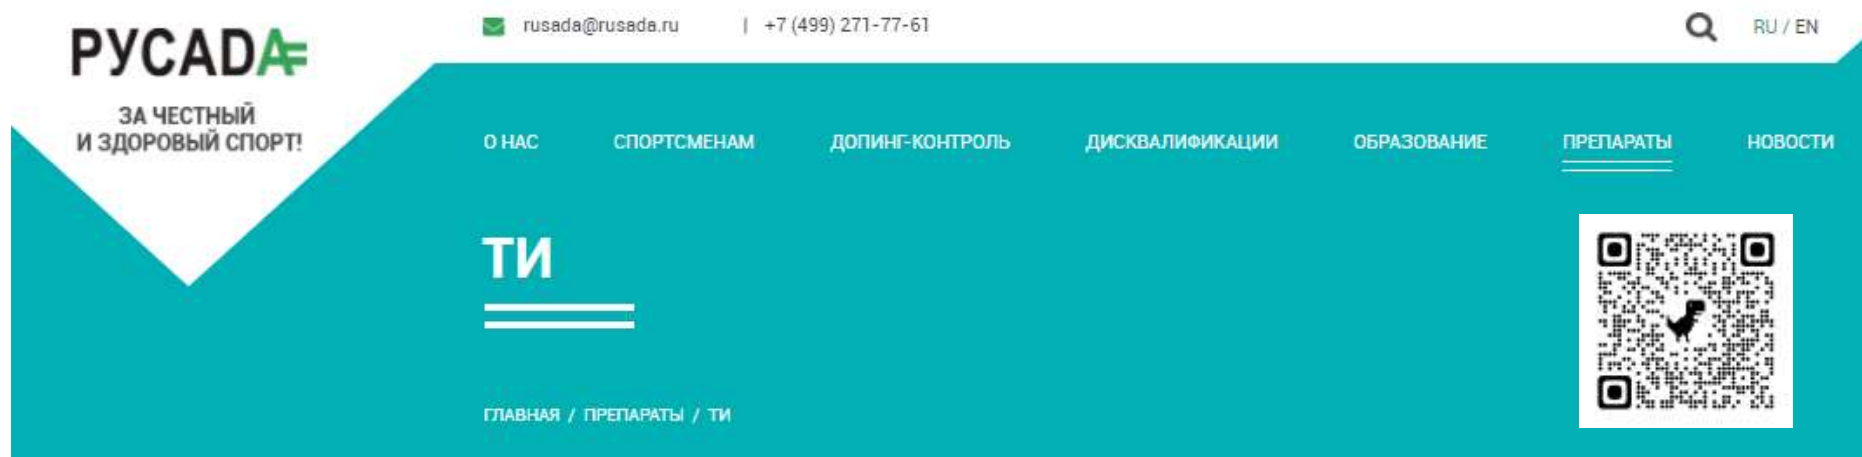 rusada@rusada.ru | +7 (499) 271-77-61 RU / EN
РУСАДА
ЗА ЧЕСТНЫЙ
И ЗДОРОВЫЙ СПОРТ!
О НАС СПОРТСМЕНАМ ДОПИНГ-КОНТРОЛЬ ДИСКВАЛИФИКАЦИИ ОБРАЗОВАНИЕ ПРЕПАРАТЫ НОВОСТИ
ТИ
ГЛАВНАЯ / ПРЕПАРАТЫ / ТИ